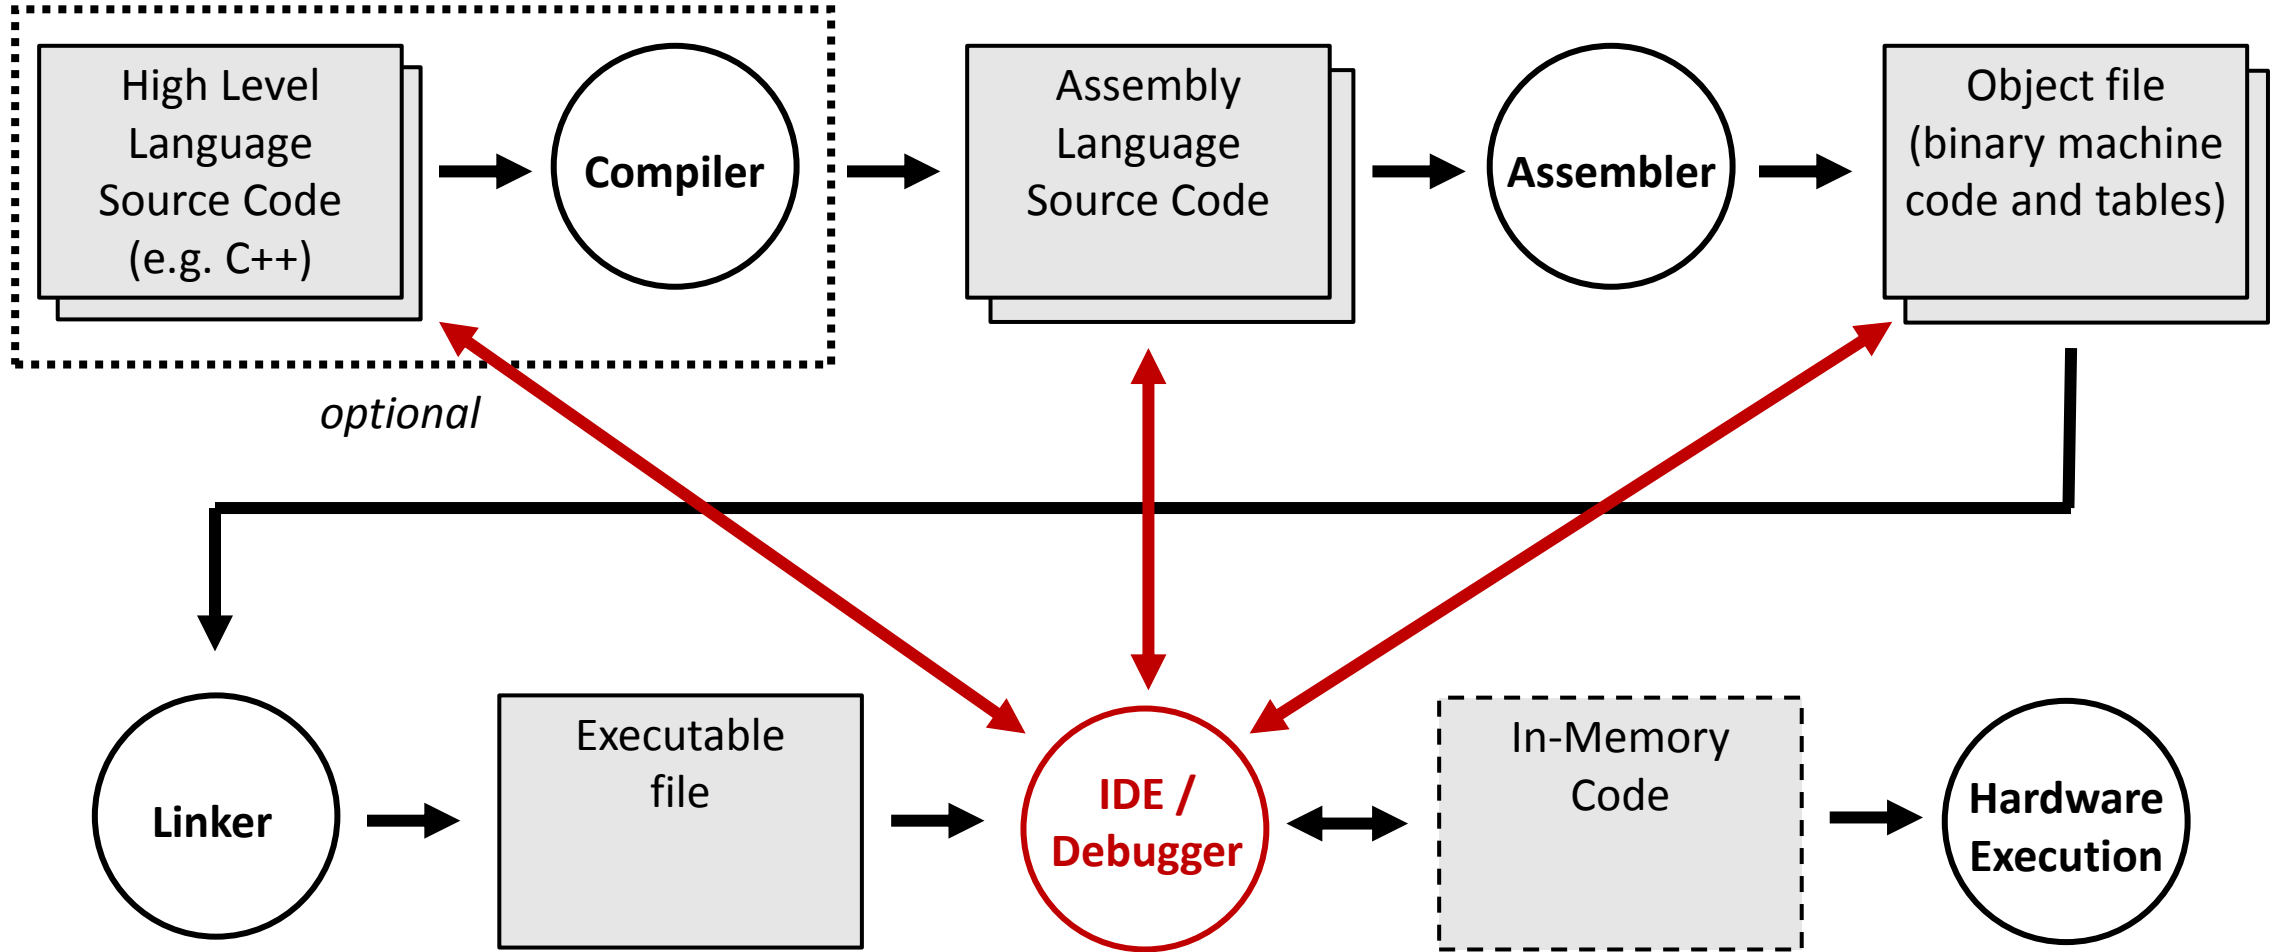 High Level
Language
Source Code
(e.g. C++)
Compiler
Assembly
Language
Source Code
Assembler
Object file
(binary machine
code and tables)
optional
Linker
Executable
file
IDE /
Debugger
In-Memory
Code
Hardware
Execution